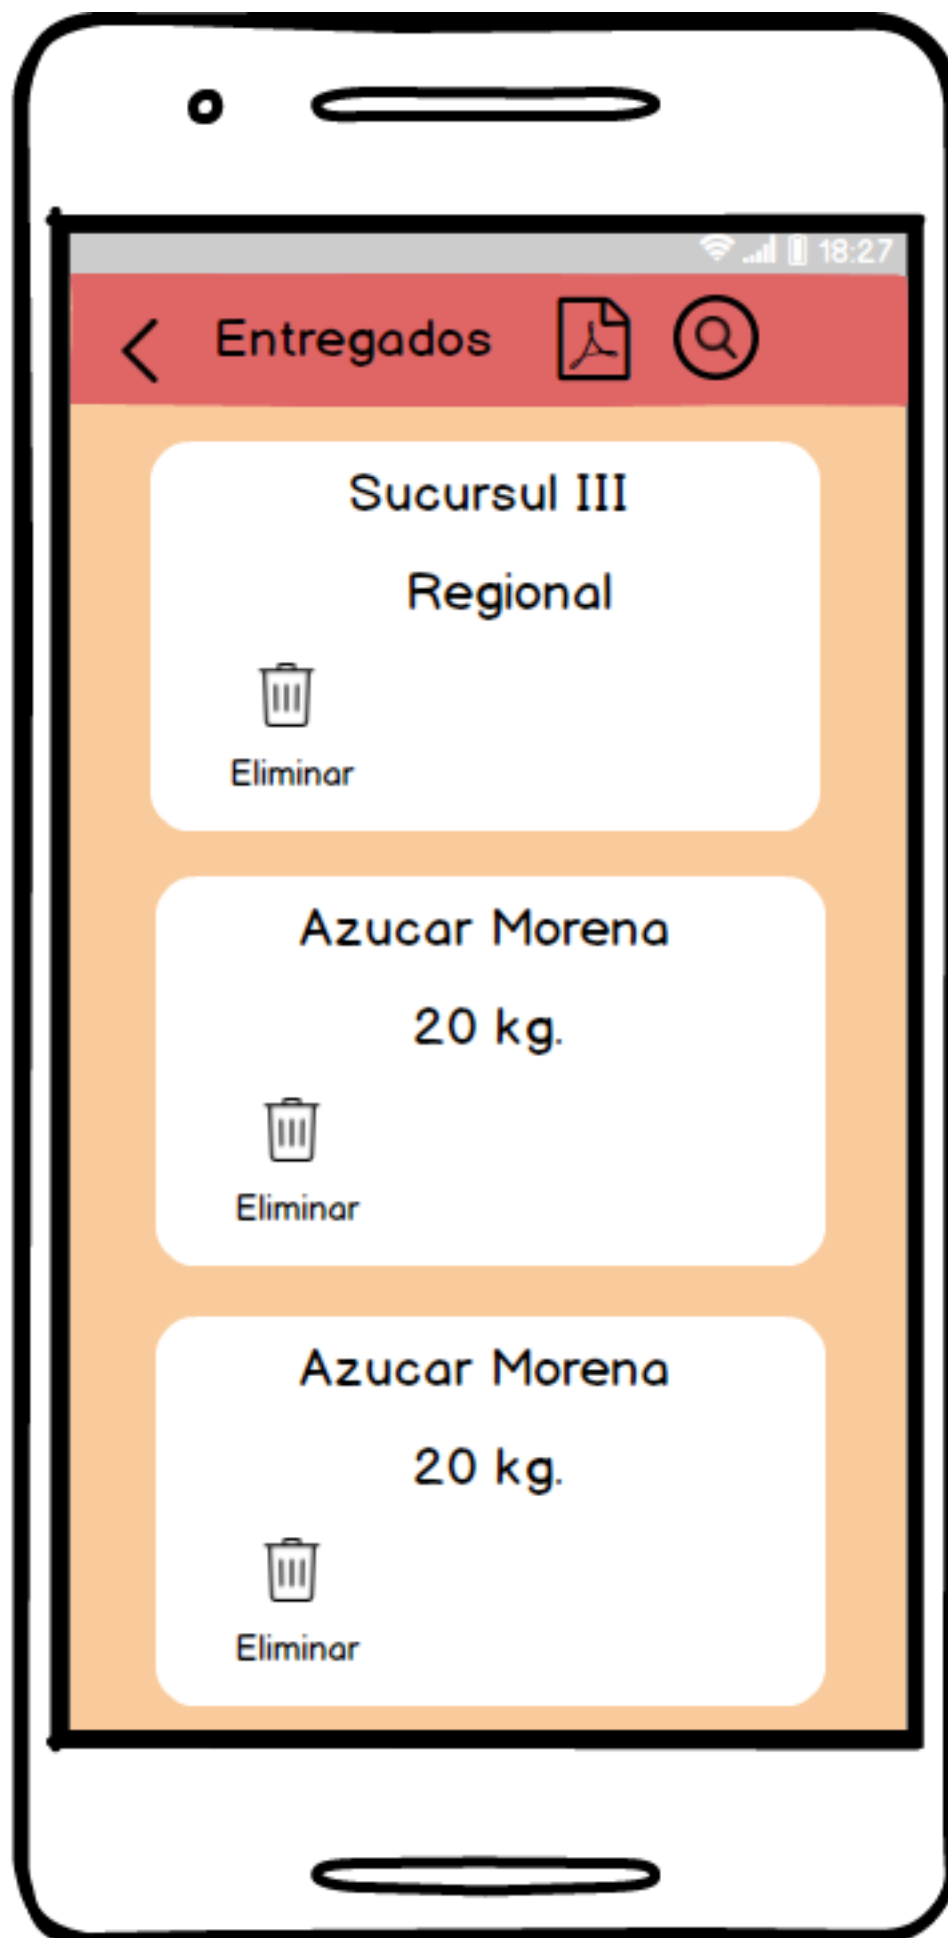 18:27
Entregados
Sucursul III
Regional
Eliminar
Azucar Morena
20 kg.
Eliminar
Azucar Morena
20 kg.
Eliminar